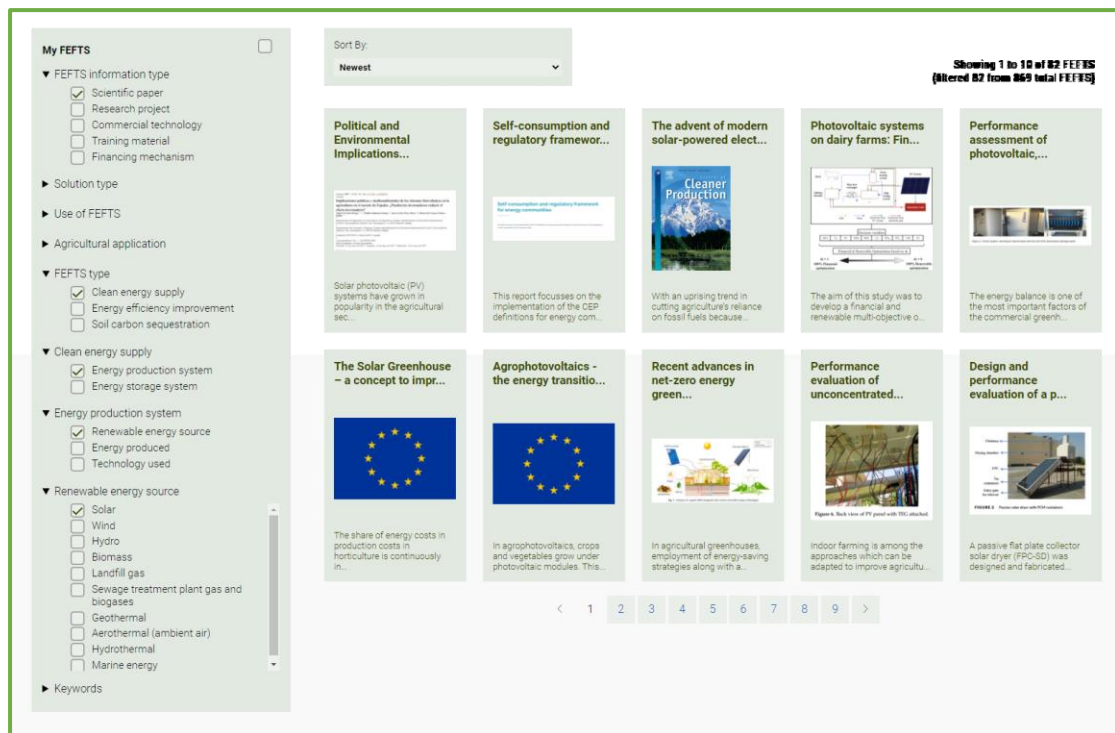 My FEFTS
▼ FEFTS information type
Scientific paper
Research project
Commercial technology
Training material
Financing mechanism
► Solution type
► Use of FEFTS
► Agricultural application
▼ FEFTS type
Clean energy supply
Energy efficiency improvement
Soil carbon sequestration
▼ Clean energy supply
Energy production system
Energy storage system
▼ Energy production system
Renewable energy source
Energy produced
Technology used
▼ Renewable energy source
Solar
Wind
Hydro
Biomass
Landfill gas
Sewage treatment plant gas and
biogases
Geothermal
Aerothermal (ambient air)
Hydrothermal
Marine energy
► Keywords
Sort By:
Newest
Showing 1 to 10 of 82 FEFTS
(filtered 82 from 869 total FEFTS)
Political and
Environmental
Implications...
Solar photovoltaic (PV)
systems have grown in
popularity in the agricultural
sec...
Self-consumption and
regulatory framewor...
Self-consumption and regulatory framework
for energy communities
This report focusses on the
implementation of the CEP
definitions for energy com...
The advent of modern
solar-powered elect...
Cleaner
Production
With an uprising trend in
cutting agriculture's reliance
on fossil fuels because...
Photovoltaic systems
on dairy farms: Fin...
The aim of this study was to
develop a financial and
renewable multi-objective o...
Performance
assessment of
photovoltaic,...
The energy balance is one of
the most important factors of
the commercial greenh...
The Solar Greenhouse
– a concept to impr...
The share of energy costs in
production costs in
horticulture is continuously
in...
Agrophotovoltaics -
the energy transitio...
In agrophotovoltaics, crops
and vegetables grow under
photovoltaic modules. This...
Recent advances in
net-zero energy
green...
In agricultural greenhouses,
employment of energy-saving
strategies along with a...
Performance
evaluation of
unconcentrated...
Figure 6. Back view of PV panel with TEG attached.
Indoor farming is among the
approaches which can be
adapted to improve agricultu...
Design and
performance
evaluation of a p...
A passive flat plate collector
solar dryer (FPC-SD) was
designed and fabricated...
< 1 2 3 4 5 6 7 8 9 >